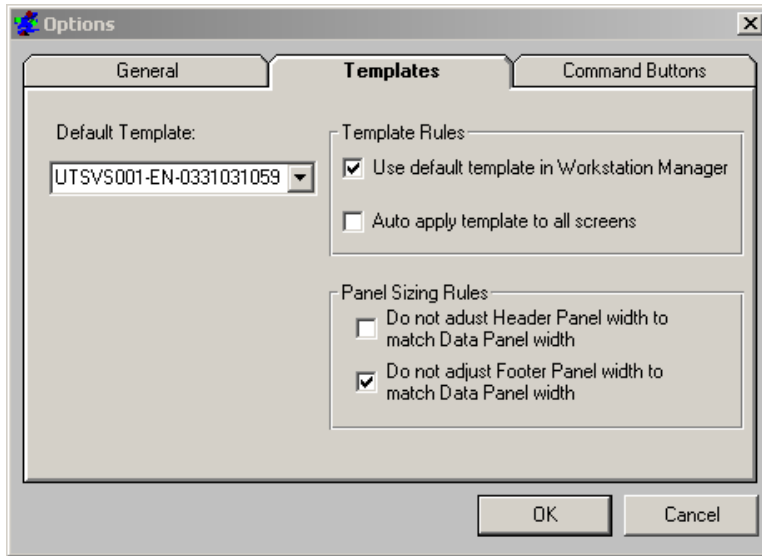 Options
General
Templates
Command Buttons
Default Template:
UTSVS001-EN-0331031059
Template Rules
Use default template in Workstation Manager
Auto apply template to all screens
Panel Sizing Rules
Do not adust Header Panel width to
match Data Panel width
Do not adjust Footer Panel width to
match Data Panel width
OK
Cancel